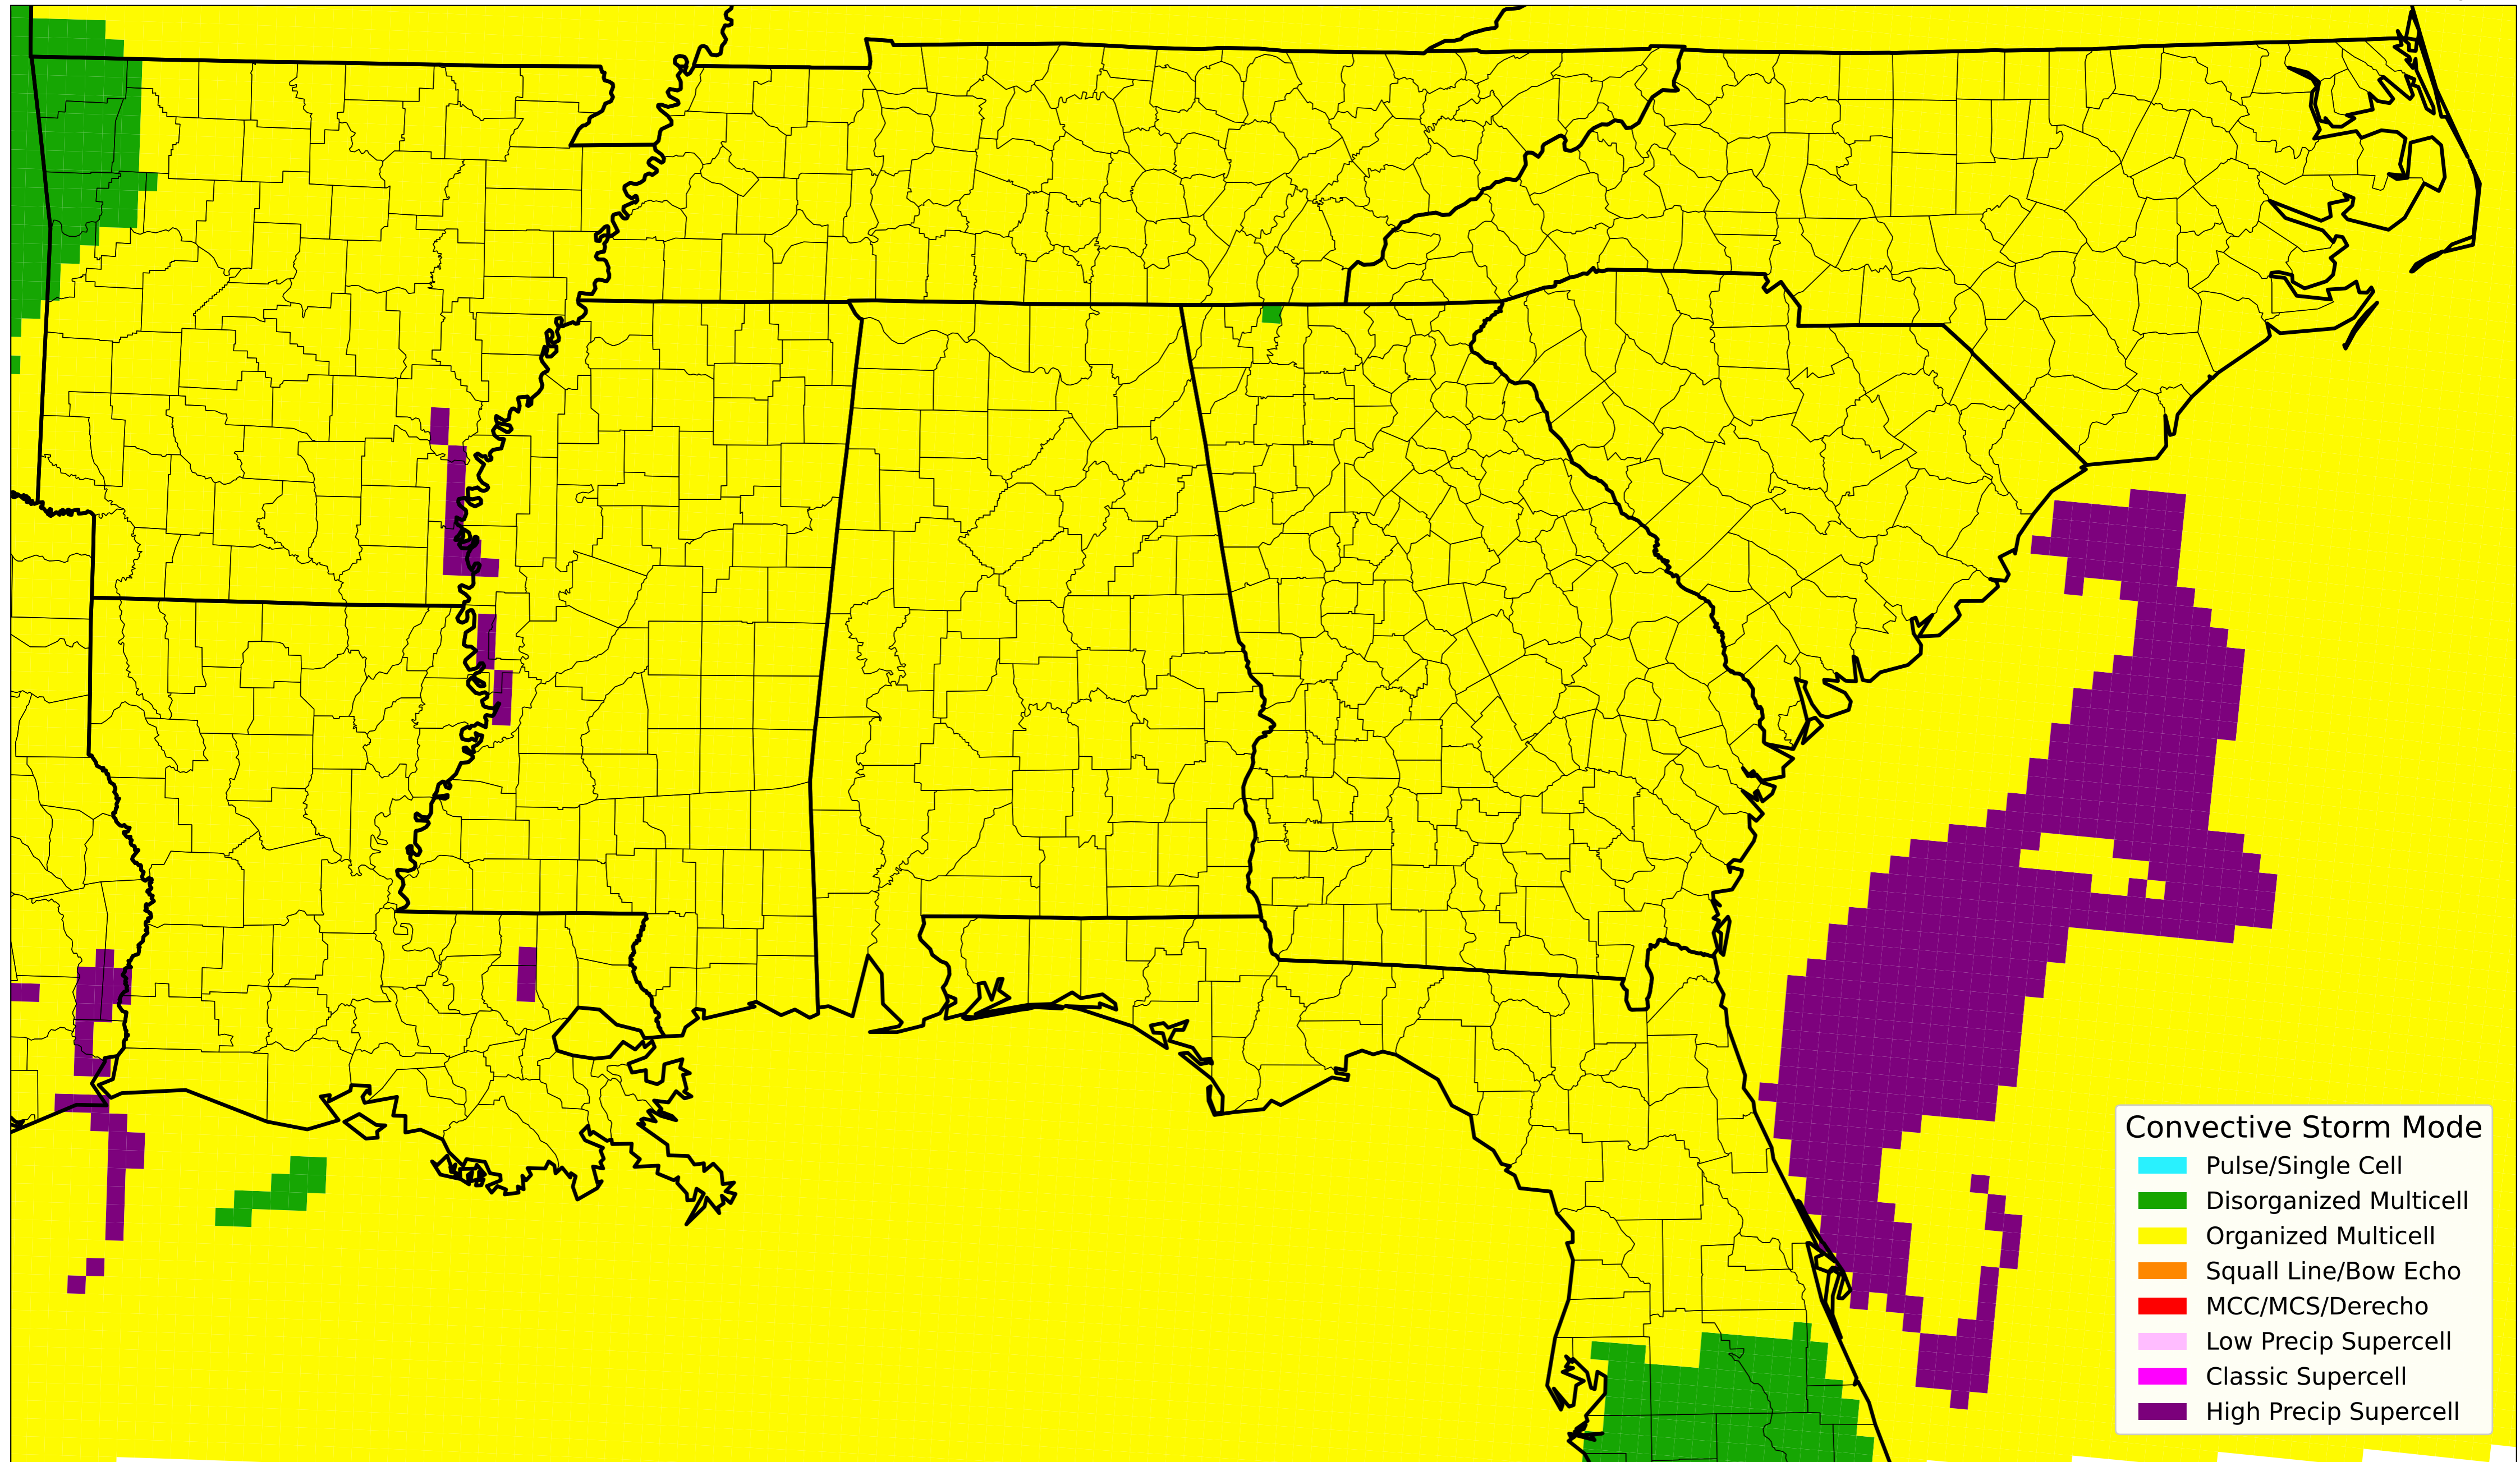 Convective Storm Mode
Pulse/Single Cell
Disorganized Multicell
Organized Multicell
Squall Line/Bow Echo
MCC/MCS/Derecho
Low Precip Supercell
Classic Supercell
High Precip Supercell